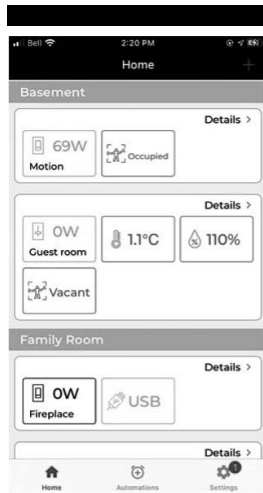 Bell 2:20 PM
Home +
Basement
Details >
69W
Motion
Occupied
Details >
0W
Guest room
1.1°C
110%
Vacant
Family Room
Details >
0W
Fireplace
USB
Details >
1
Home Automations Settings